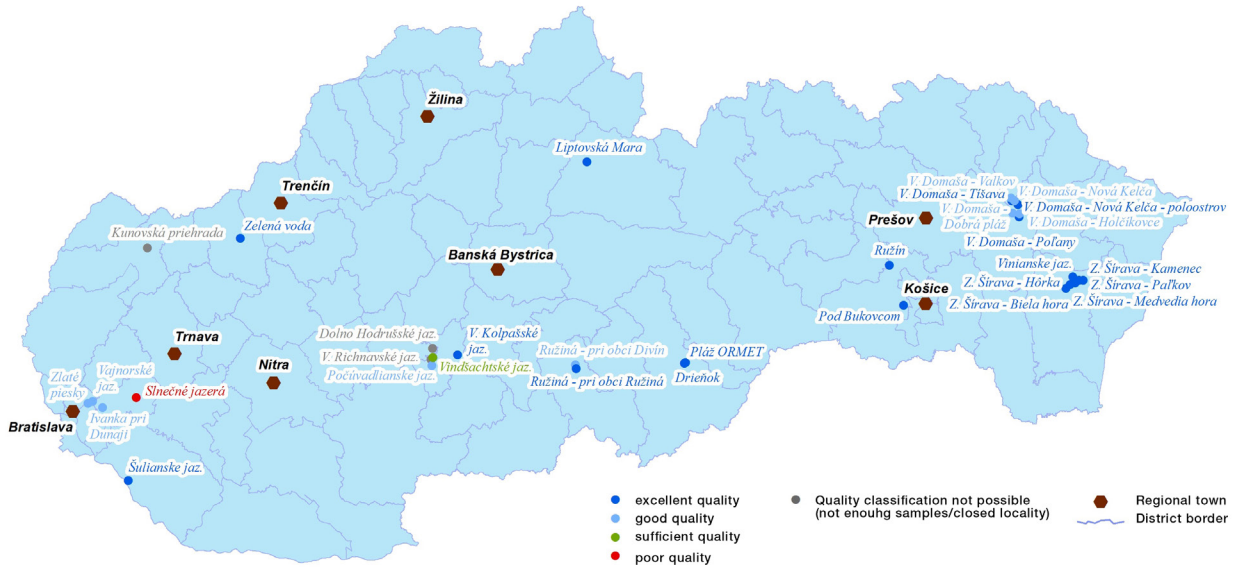 Žilina
Liptovská Mara
Trenčín
Kunovská priehrada
Zelená voda
Banská Bystrica
V. Domaša - Valkov
V. Domaša - Tíšava
V. Domaša - Nová Kelča
V. Domaša - Nová Kelča - poloostrov
V. Domaša -
Dobrá pláž
V. Domaša - Holčíkovce
Prešov
V. Domaša - Poľany
Ružín
Vinianske jaz.
Z. Šírava - Kamenec
Z. Šírava - Hôrka
Z. Šírava - Paľkov
Košice
Z. Šírava - Biela hora
Z. Šírava - Medvedia hora
Pod Bukovcom
Trnava
Nitra
Dolno Hodrušské jaz.
V. Kolpašské
jaz.
V. Richnavské jaz.
Vindšachtské jaz.
Počúvadlianske jaz.
Ružiná - pri obci Divín
Ružiná - pri obci Ružiná
Pláž ORMET
Drieňok
Zlaté
piesky
Vajnorské
jaz.
Slnečné jazerá
Ivanka pri
Dunaji
Bratislava
Šulianske jaz.
excellent quality
good quality
sufficient quality
poor quality
Quality classification not possible
(not enouhg samples/closed locality)
Regional town
District border